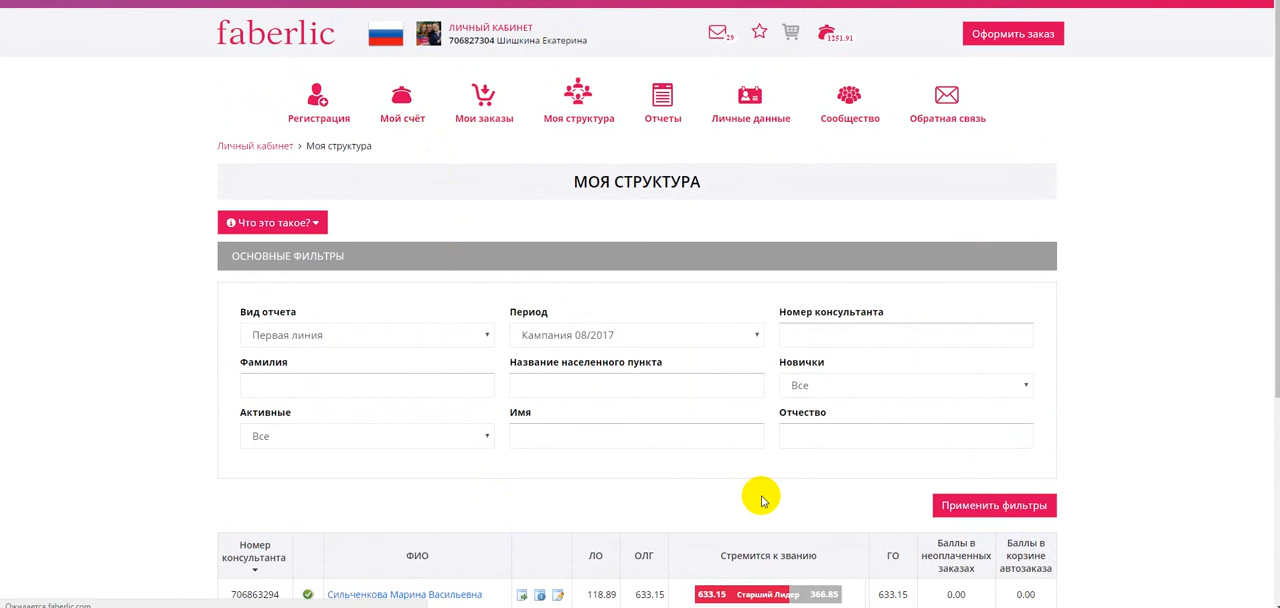 faberlic
ЛИЧНЫЙ КАБИНЕТ
706827304 Шишкина Екатерина
29
1251.91
Оформить заказ
Регистрация
Мой счёт
Мои заказы
Моя структура
Отчеты
Личные данные
Сообщество
Обратная связь
Личный кабинет › Моя структура
МОЯ СТРУКТУРА
Что это такое?
ОСНОВНЫЕ ФИЛЬТРЫ
Вид отчета
Период
Номер консультанта
Первая линия
Кампания 08/2017
Фамилия
Название населенного пункта
Новички
Все
Активные
Имя
Отчество
Все
Применить фильтры
Номер консультанта
ФИО
ЛО
ОЛГ
Стремится к званию
ГО
Баллы в неоплаченных заказах
Баллы в корзине автозаказа
706863294
Сильченкова Марина Васильевна
118.89
633.15
633.15 Старший Лидер 366.85
633.15
0.00
0.00
Ожидается faberlic.com